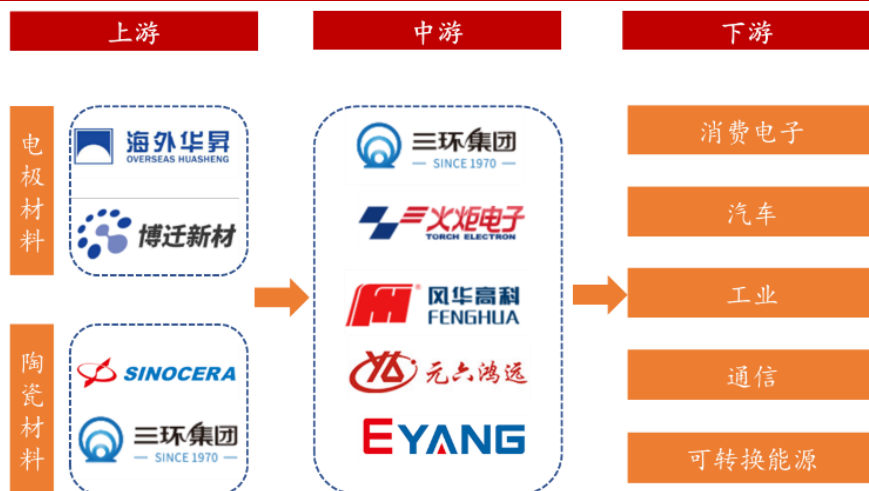 上游
中游
下游
电极材料
海外华昇
OVERSEAS HUASHENG
博迁新材
陶瓷材料
SINOCERA
三环集团
SINCE 1970
三环集团
SINCE 1970
火炬电子
TORCH ELECTRON
风华高科
FENGHUA
元六鸿远
EYANG
消费电子
汽车
工业
通信
可转换能源